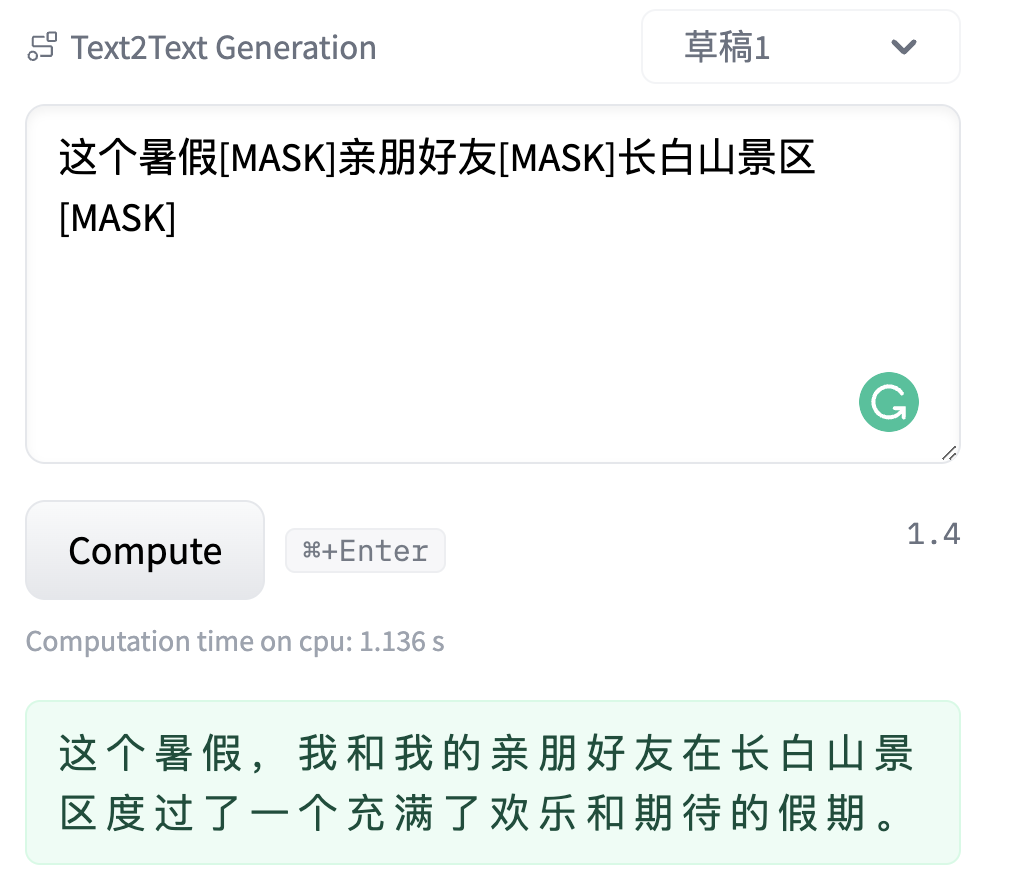 Text2Text Generation
草稿1
这个暑假[MASK]亲朋好友[MASK]长白山景区
[MASK]
Compute
⌘+Enter
1.4
Computation time on cpu: 1.136 s
这个暑假，我和我的亲朋好友在长白山景
区度过了一个充满了欢乐和期待的假期。